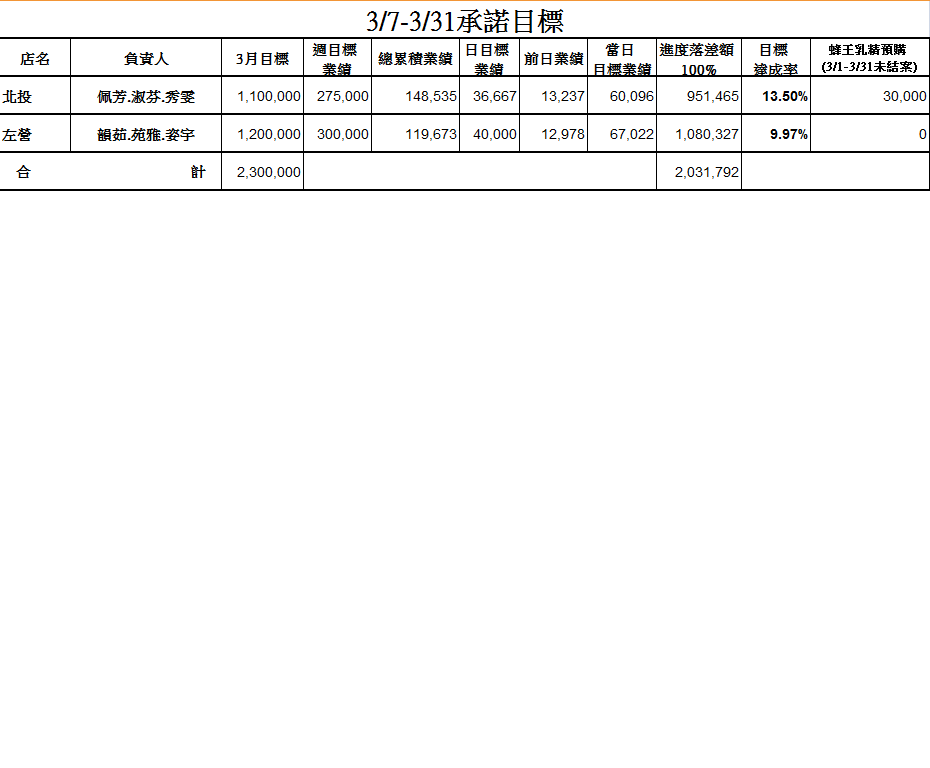 3/7-3/31承諾目標
店名 負責人 3月目標 週目標業績 總累積業績 日目標業績 前日業績 當日目標業績 進度落差額100% 目標達成率 蜂王乳精預購(3/1-3/31未結案)
北投 佩芳.淑芬.秀雯 1,100,000 275,000 148,535 36,667 13,237 60,096 951,465 13.50% 30,000
左營 韻茹.苑雅.姿宇 1,200,000 300,000 119,673 40,000 12,978 67,022 1,080,327 9.97% 0
合計 2,300,000 2,031,792